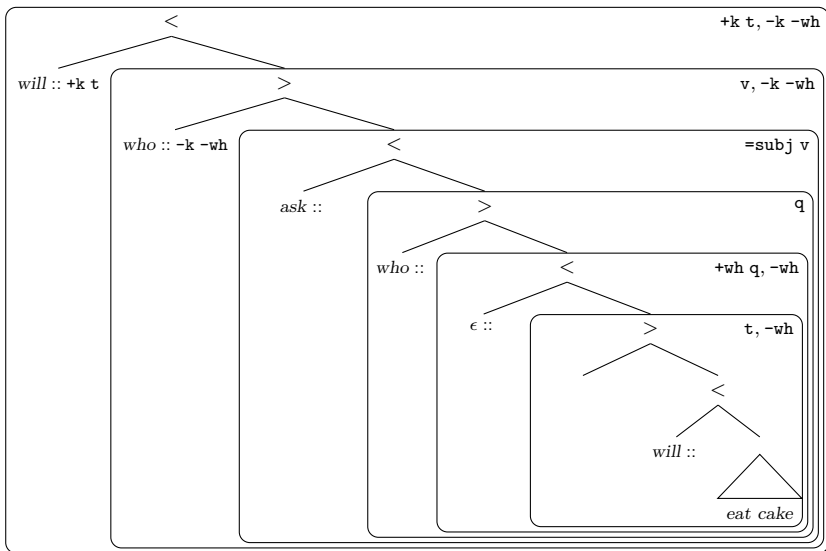 < +k t, -k -wh
will :: +k t > v, -k -wh
who :: -k -wh < =subj v
ask :: > q
who :: < +wh q, -wh
ϵ :: > t, -wh
<
will ::
eat cake